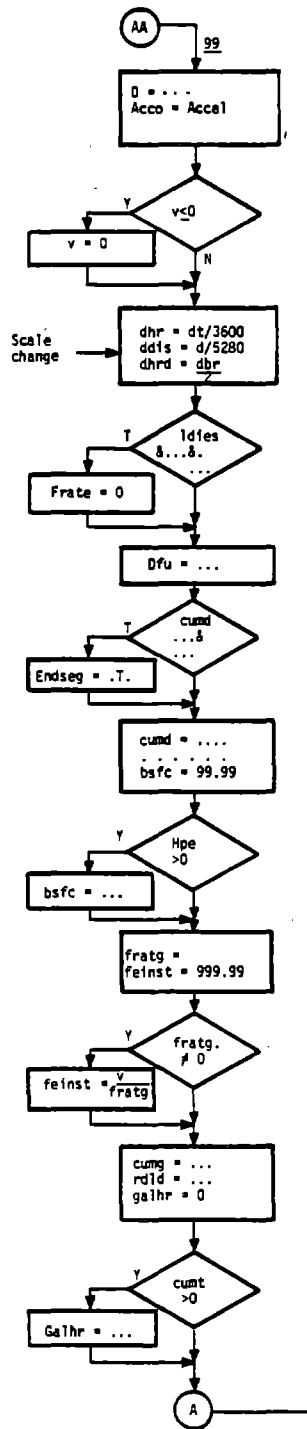 AA
99
D = ...
Acco = Accel
v≤0
Y
v = 0
N
Scale
change
dhr = dt/3600
ddis = d/5280
dhrd = dbr
2
ldies
&...&.
...
T
Frate = 0
Dfu = ...
cumd
...&
...
T
Endseg = .T.
cumd = ....
. . . . . .
bsfc = 99.99
Hpe
>0
Y
bsfc = ...
fratg =
feinst = 999.99
fratg.
≠ 0
Y
feinst = v
fratg
cumg = ...
rdld = ...
galhr = 0
cumt
>0
Y
Galhr = ...
A